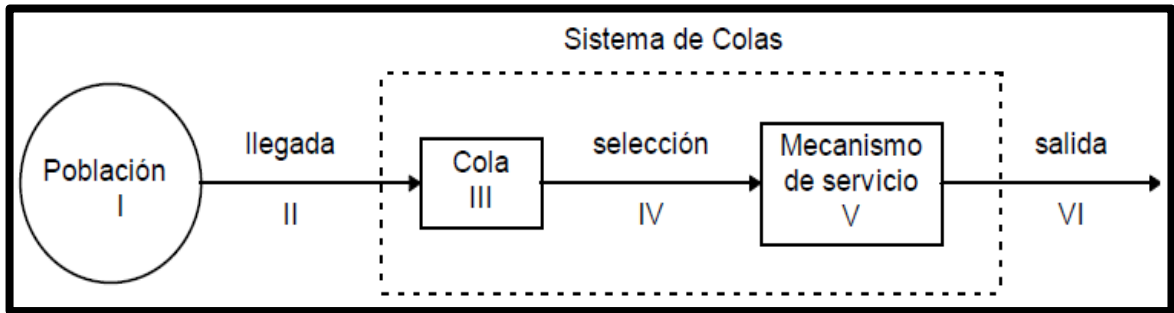 Sistema de Colas
Población
I
llegada
II
Cola
III
selección
IV
Mecanismo
de servicio
V
salida
VI